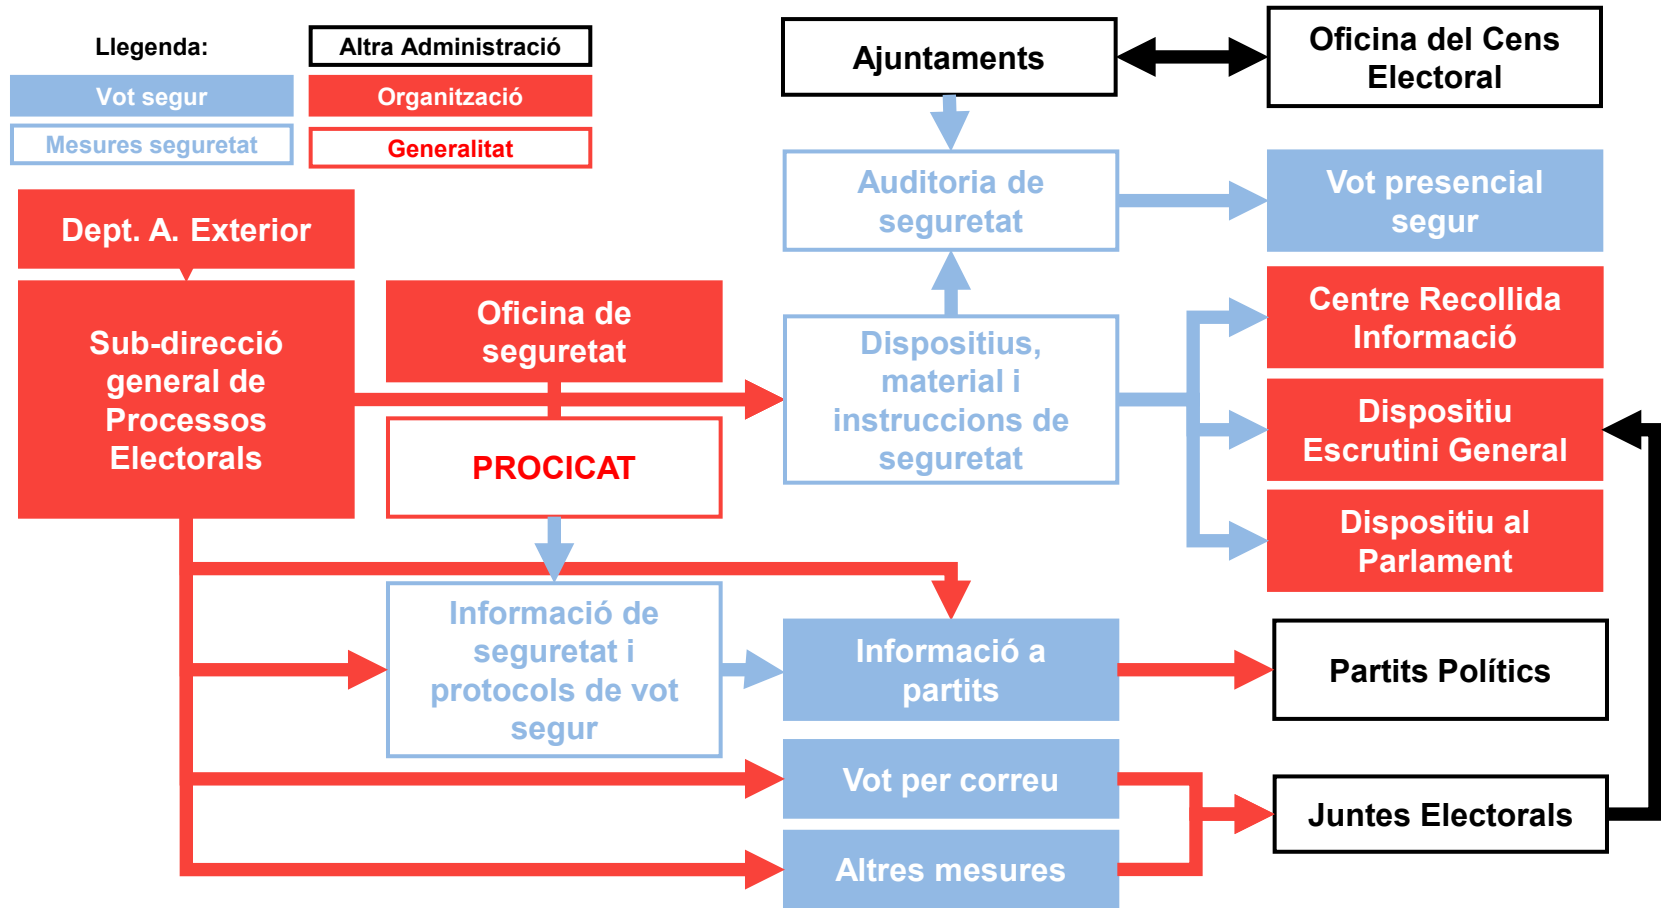 Llegenda:
Altra Administració
Vot segur
Organització
Mesures seguretat
Generalitat
Ajuntaments
Oficina del Cens
Electoral
Auditoria de
seguretat
Vot presencial
segur
Dept. A. Exterior
Sub-direcció
general de
Processos
Electorals
Oficina de
seguretat
PROCICAT
Dispositius,
material i
instruccions de
seguretat
Centre Recollida
Informació
Dispositiu
Escrutini General
Dispositiu al
Parlament
Informació de
seguretat i
protocols de vot
segur
Informació a
partits
Partits Polítics
Vot per correu
Juntes Electorals
Altres mesures